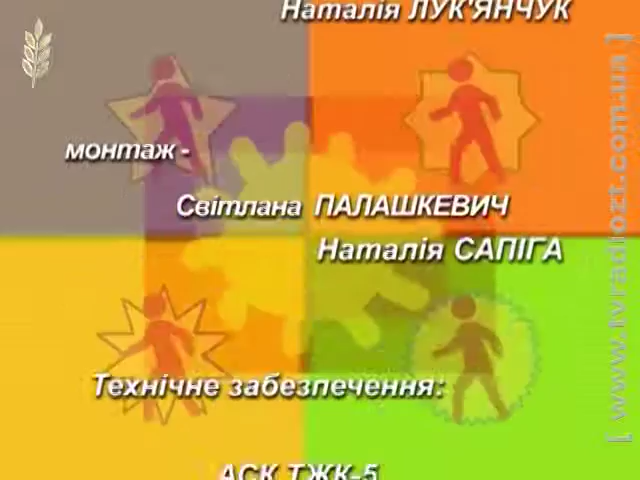 Наталія ЛУК'ЯНЧУК
монтаж -
Світлана ПАЛАШКЕВИЧ
Наталія САПІГА
Технічне забезпечення:
АСК ТЖК-5
[ www.tvradiozt.com.ua ]